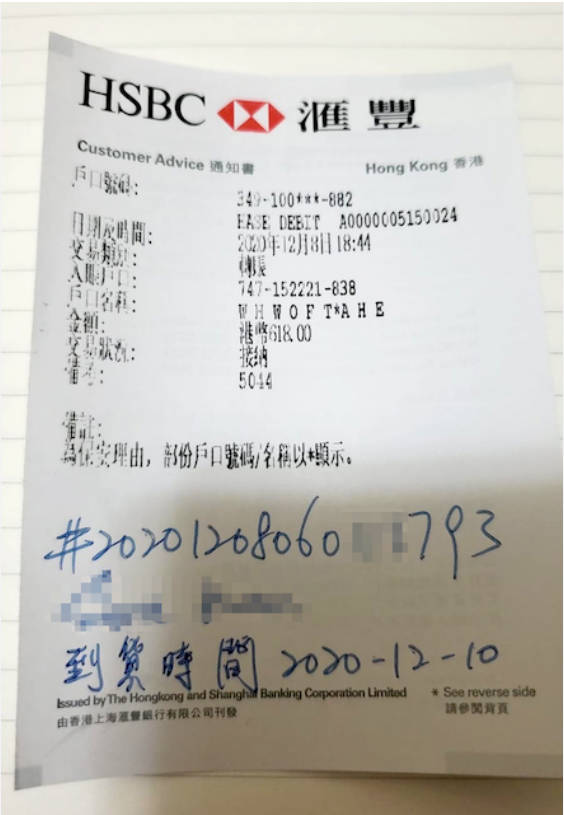 HSBC 滙豐
Customer Advice 通知書 Hong Kong 香港
戶口號碼: 349-100***-882
EASE DEBIT A0000005150024
日期及時間: 2020年12月8日 18:44
交易類別: 轉賬
入賬戶口: 747-152221-838
戶口名稱: W H W O F T*A H E
金額: 港幣618.00
交易狀況: 接納
備考: 5044
備註:
為保安理由，部份戶口號碼/名稱以*顯示。
#20201208060 793
到貨時間 2020-12-10
Issued by The Hongkong and Shanghai Banking Corporation Limited * See reverse side
由香港上海滙豐銀行有限公司刊發 請參閱背頁